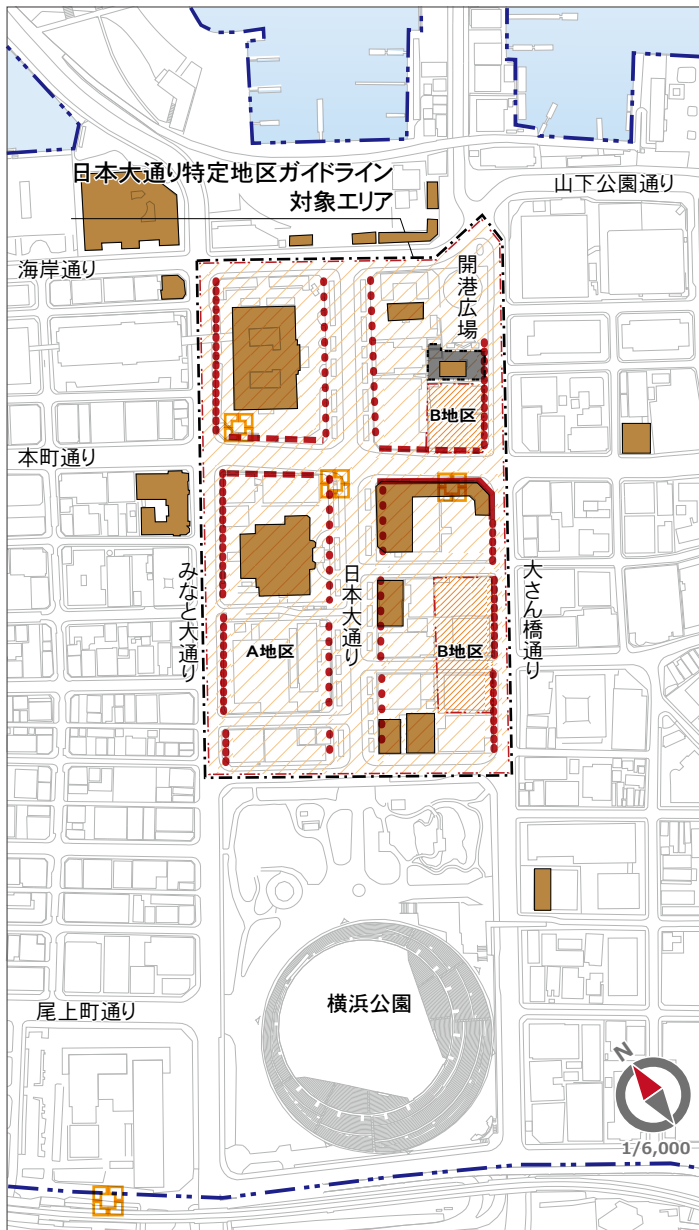 日本大通り特定地区ガイドライン
対象エリア
山下公園通り
海岸通り
開港広場
B地区
本町通り
みなと大通り
日本大通り
大さん橋通り
A地区
B地区
横浜公園
尾上町通り
N
1/6,000